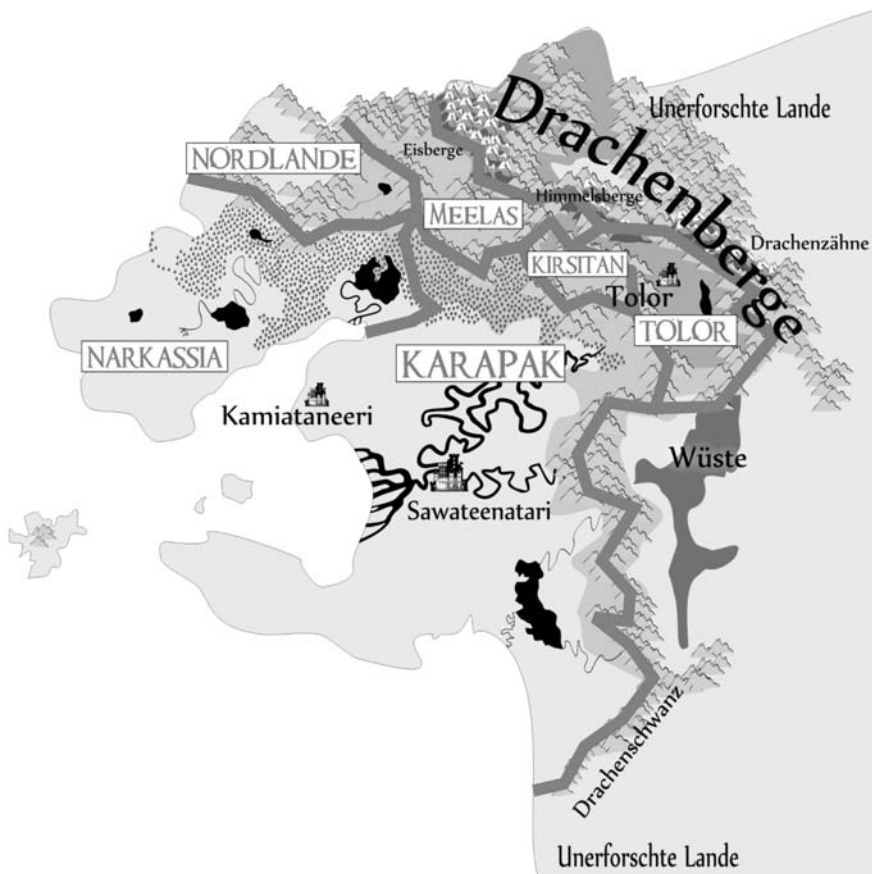 Drachenberge
Unerforschte Lande
NORDLANDE
Eisberge
Himmelsberge
MEELAS
Drachenzähne
KIRSITAN
Tolor
TOLOR
NARKASSIA
KARAPAK
Kamiataneeri
Wüste
Sawateenatari
Drachenschwanz
Unerforschte Lande